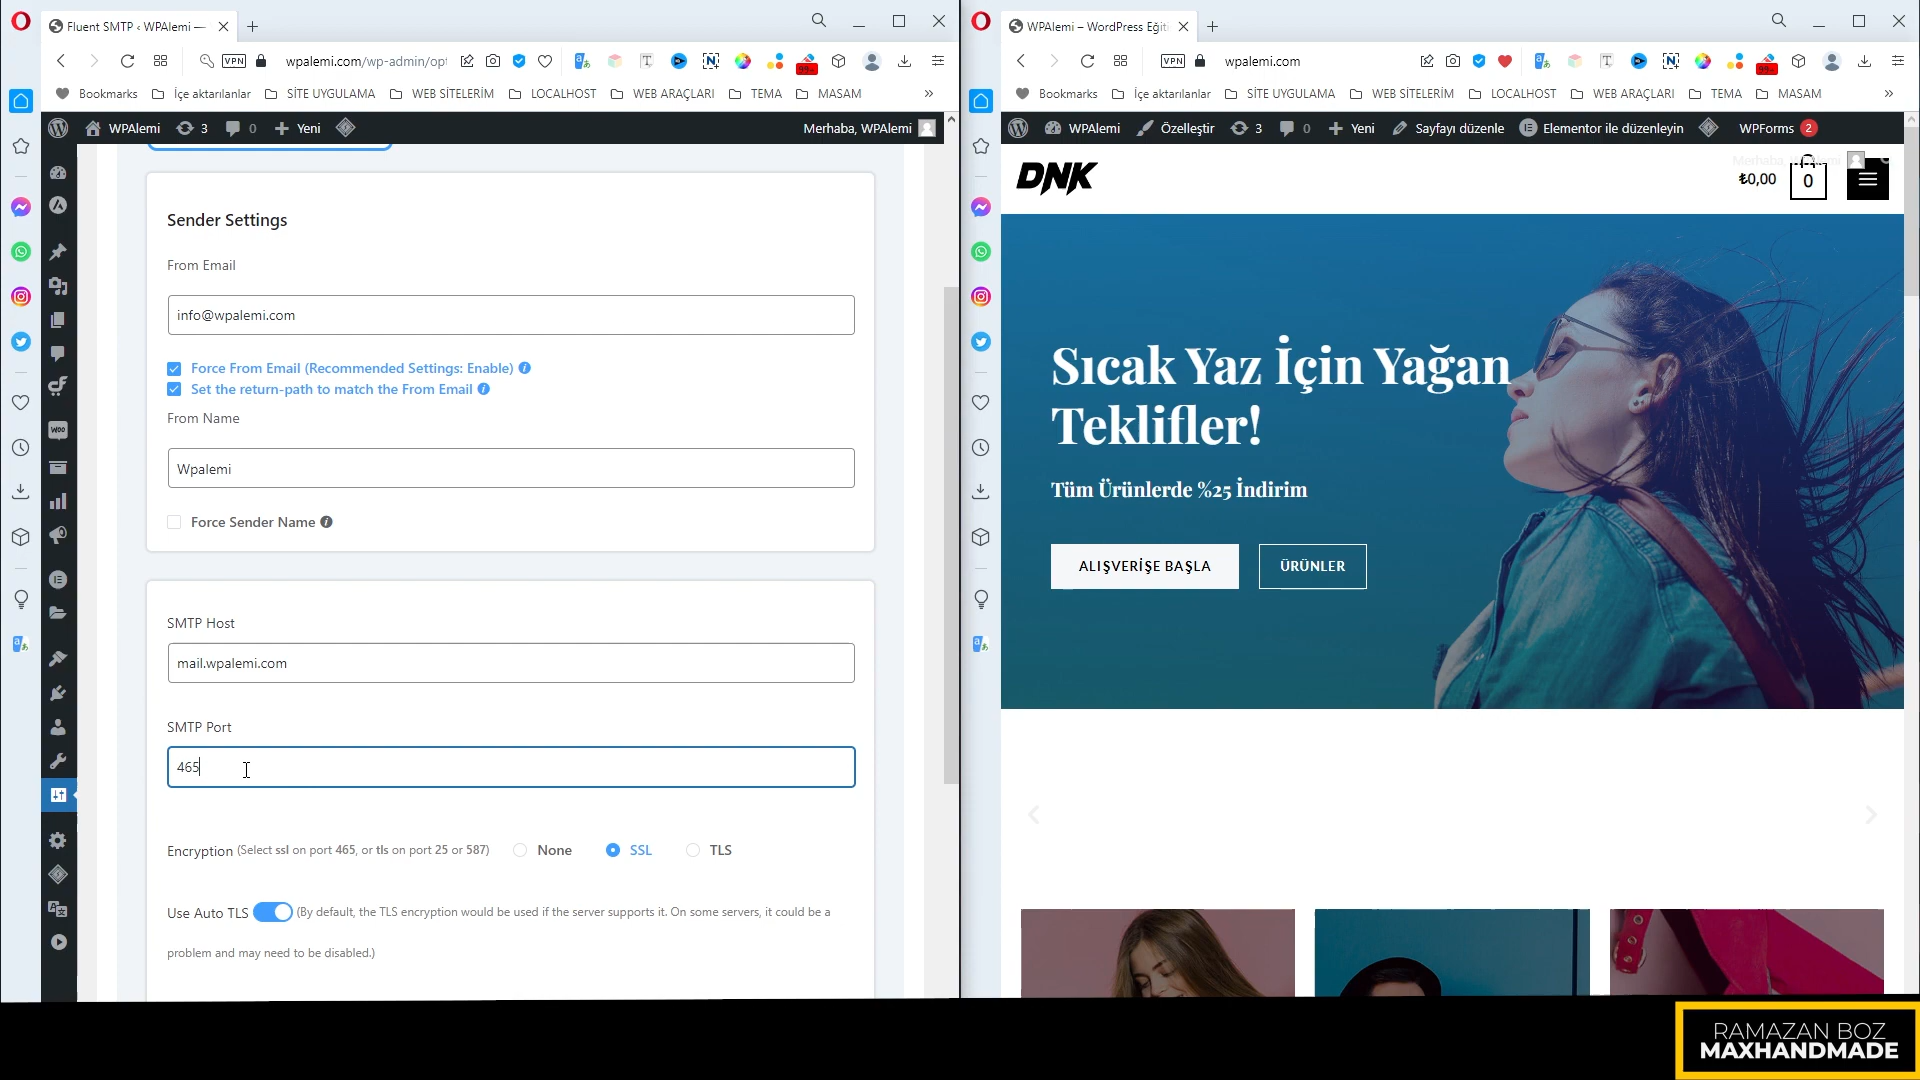 Fluent SMTP ‹ WPAlemi —
VPN
wpalemi.com/wp-admin/opt
99+
Bookmarks
İçe aktarılanlar
SİTE UYGULAMA
WEB SİTELERİM
LOCALHOST
WEB ARAÇLARI
TEMA
MASAM
»
WPAlemi
3
0
Yeni
Merhaba, WPAlemi
Sender Settings
From Email
info@wpalemi.com
Force From Email (Recommended Settings: Enable)
Set the return-path to match the From Email
From Name
Wpalemi
Force Sender Name
SMTP Host
mail.wpalemi.com
SMTP Port
465
Encryption (Select ssl on port 465, or tls on port 25 or 587)
None
SSL
TLS
Use Auto TLS
(By default, the TLS encryption would be used if the server supports it. On some servers, it could be a
problem and may need to be disabled.)
WPAlemi – WordPress Eğiti
VPN
wpalemi.com
99+
Bookmarks
İçe aktarılanlar
SİTE UYGULAMA
WEB SİTELERİM
LOCALHOST
WEB ARAÇLARI
TEMA
MASAM
»
WPAlemi
Özelleştir
3
0
Yeni
Sayfayı düzenle
Elementor ile düzenleyin
WPForms 2
Merhaba, WPAlemi
DNK
₺0,00
0
Sıcak Yaz İçin Yağan
Teklifler!
Tüm Ürünlerde %25 İndirim
ALIŞVERİŞE BAŞLA
ÜRÜNLER
RAMAZAN BOZ
MAXHANDMADE